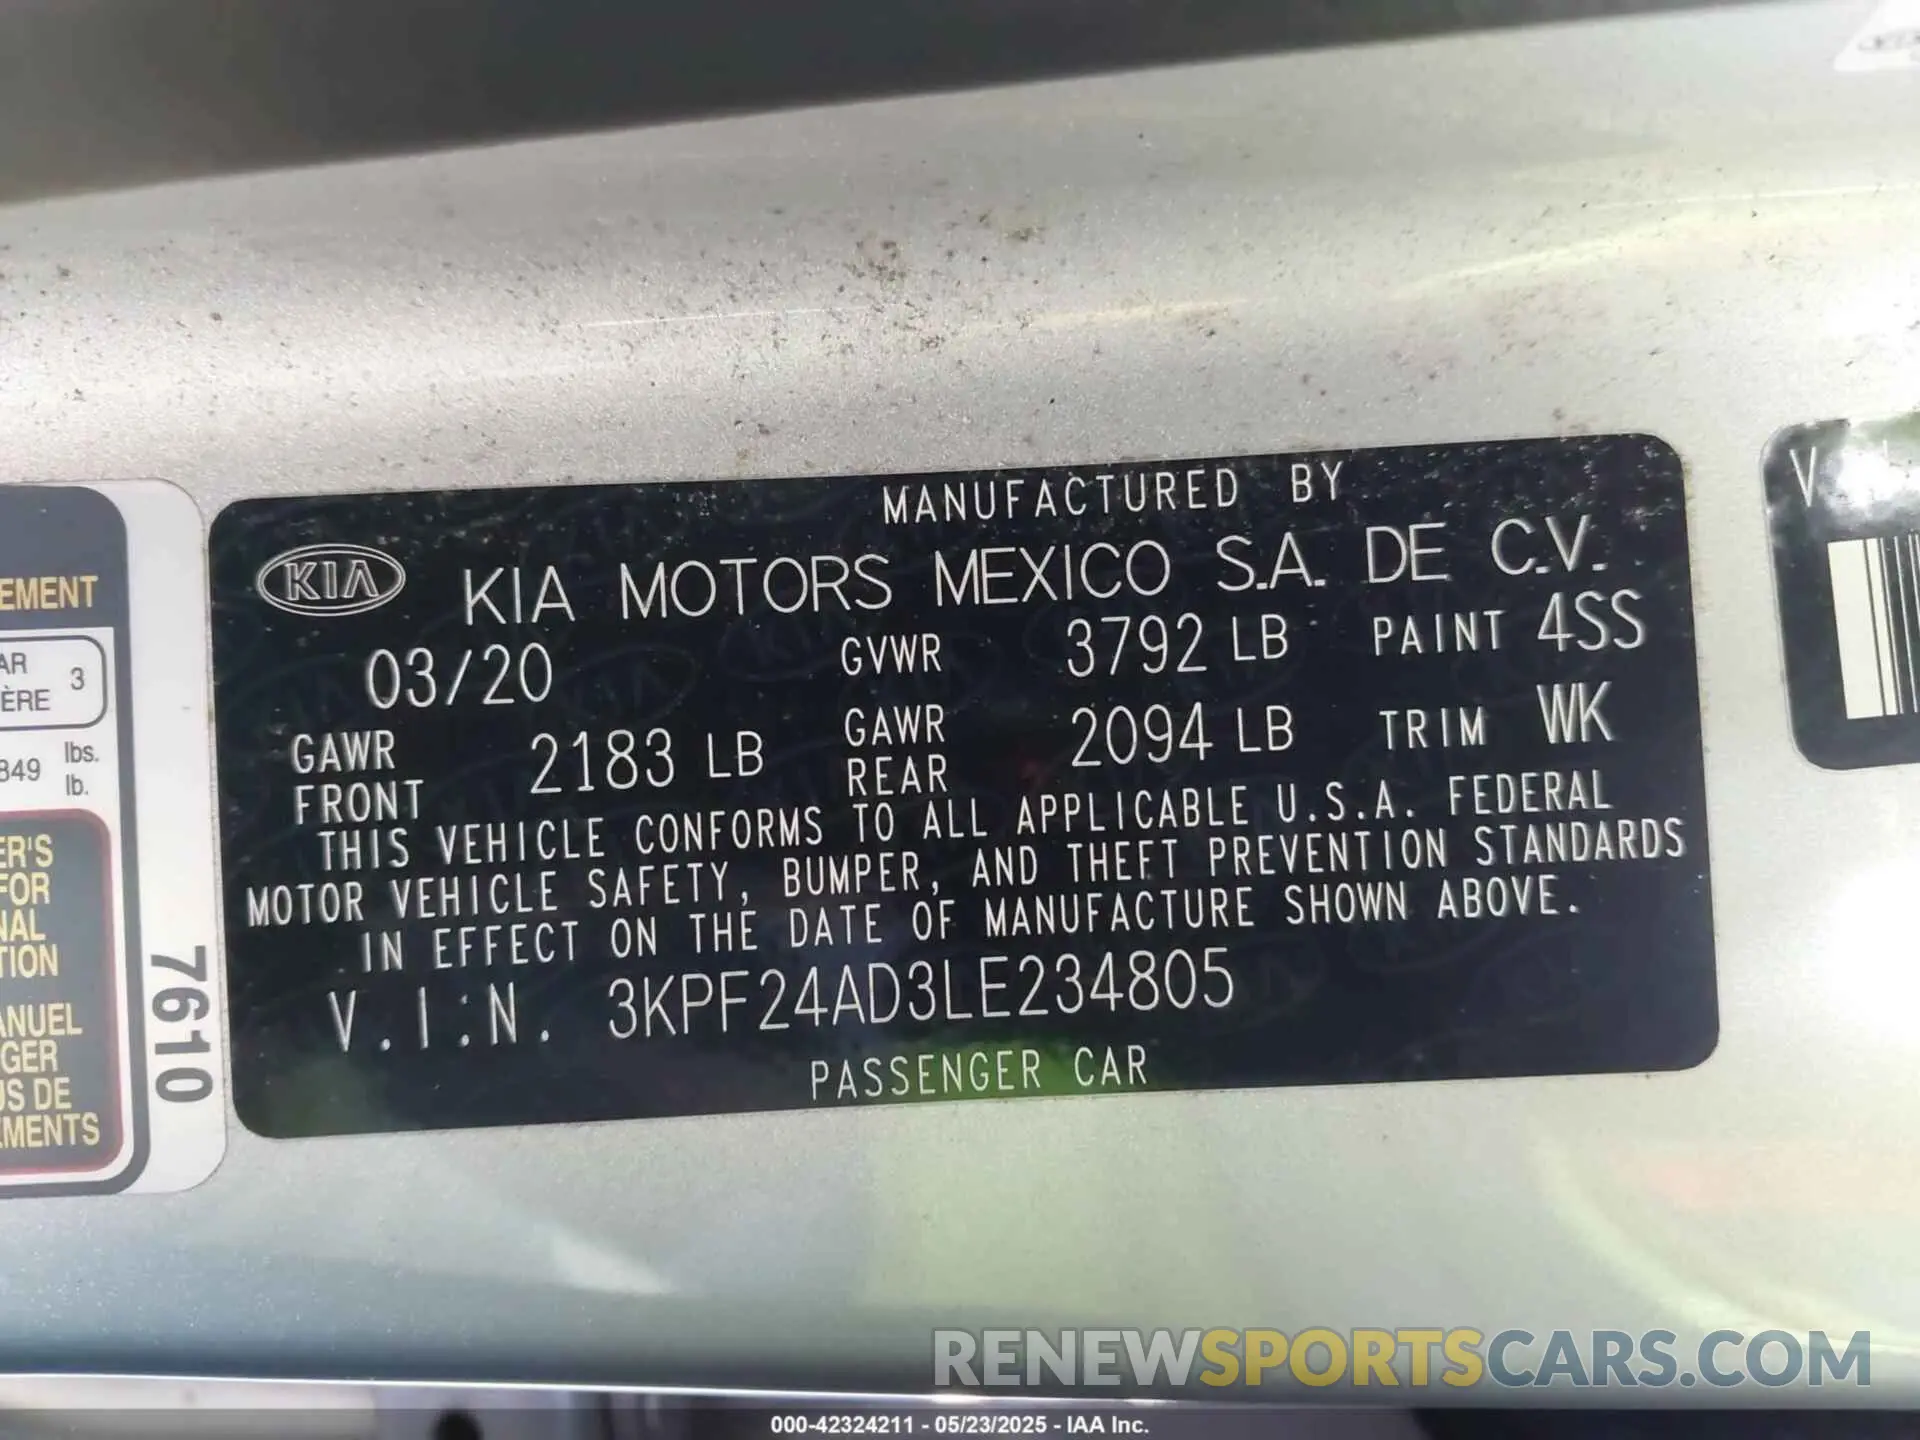 MANUFACTURED BY
KIA KIA MOTORS MEXICO S.A. DE C.V.
03/20 GVWR 3792 LB PAINT 4SS
GAWR FRONT 2183 LB GAWR REAR 2094 LB TRIM WK
THIS VEHICLE CONFORMS TO ALL APPLICABLE U.S.A. FEDERAL
MOTOR VEHICLE SAFETY, BUMPER, AND THEFT PREVENTION STANDARDS
IN EFFECT ON THE DATE OF MANUFACTURE SHOWN ABOVE.
V.I.N. 3KPF24AD3LE234805
PASSENGER CAR
EMENT
AR 3
ÈRE
849 lbs.
lb.
ER'S
FOR
NAL
TION
ANUEL
GER
US DE
EMENTS
7610
V
RENEWSPORTSCARS.COM
000-42324211 - 05/23/2025 - IAA Inc.